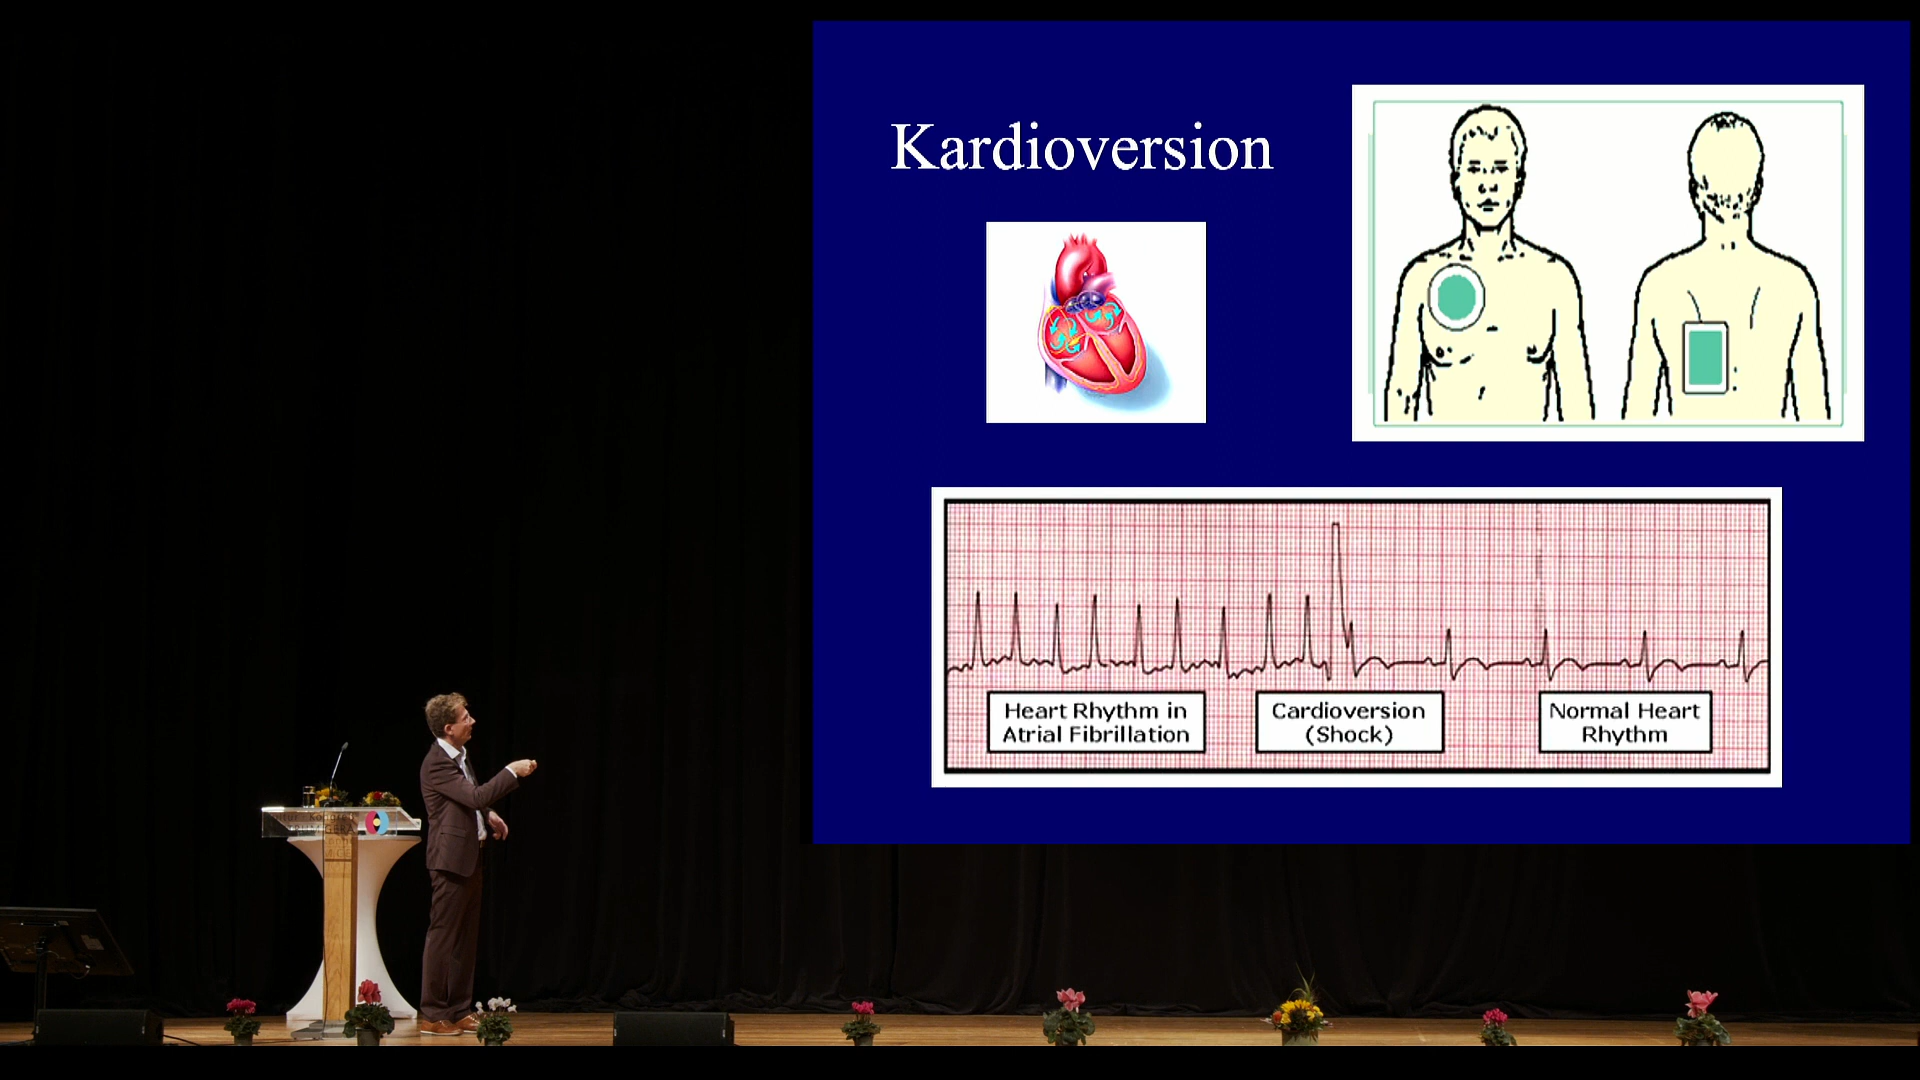 Kardioversion
Heart Rhythm in
Atrial Fibrillation
Cardioversion
(Shock)
Normal Heart
Rhythm